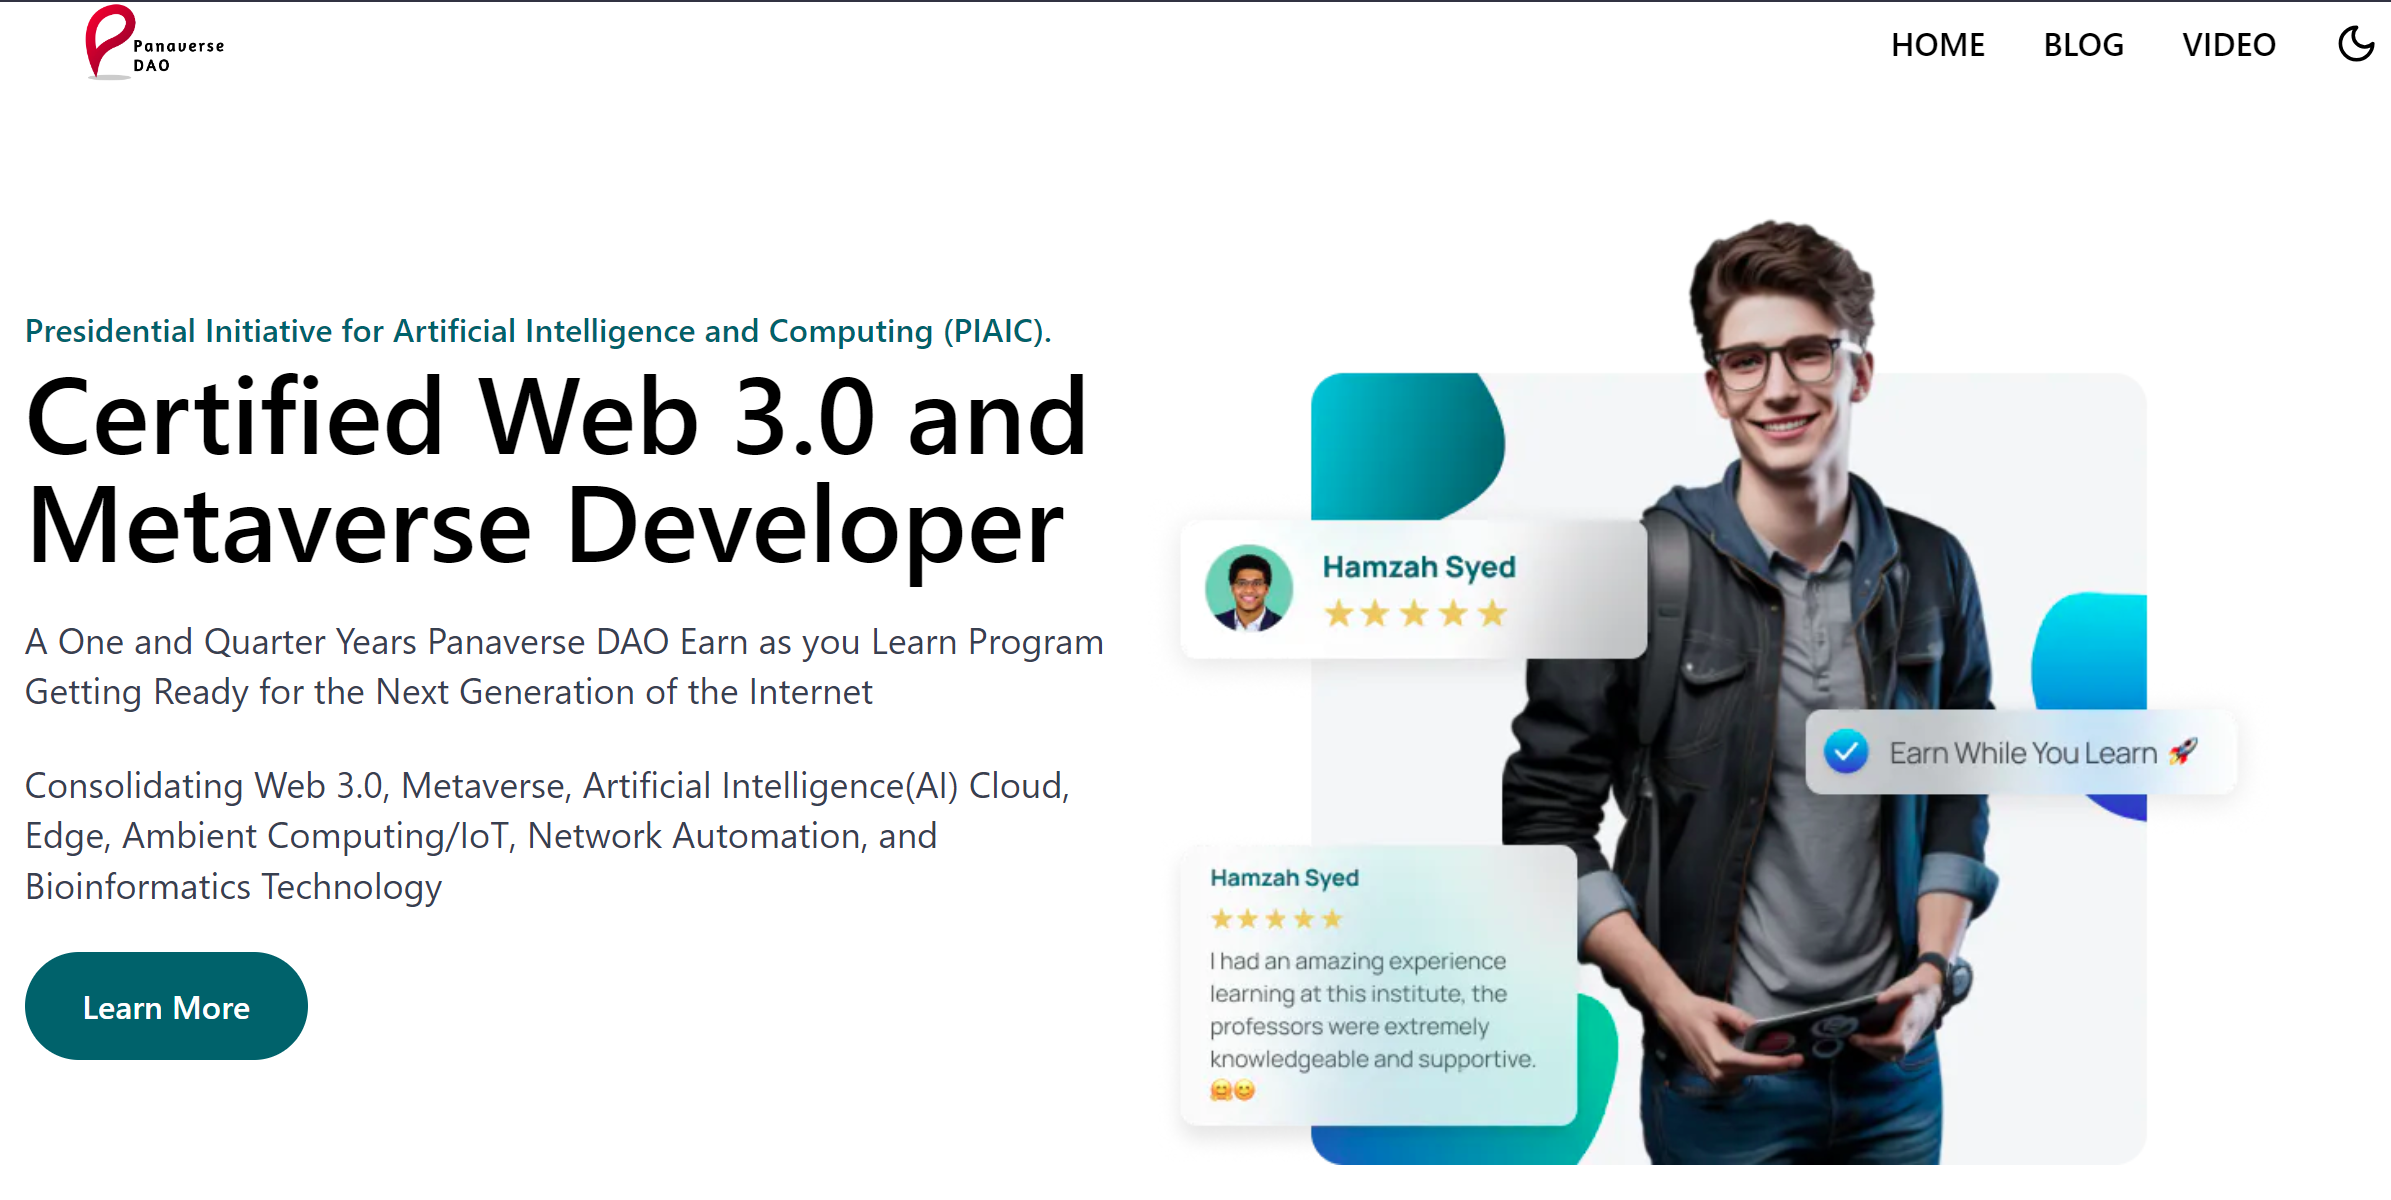 Panaverse
DAO
HOME BLOG VIDEO
Presidential Initiative for Artificial Intelligence and Computing (PIAIC).
Certified Web 3.0 and
Metaverse Developer
A One and Quarter Years Panaverse DAO Earn as you Learn Program
Getting Ready for the Next Generation of the Internet
Consolidating Web 3.0, Metaverse, Artificial Intelligence(AI) Cloud,
Edge, Ambient Computing/IoT, Network Automation, and
Bioinformatics Technology
Learn More
Hamzah Syed
Earn While You Learn 🚀
Hamzah Syed
I had an amazing experience
learning at this institute, the
professors were extremely
knowledgeable and supportive.
🤗😊